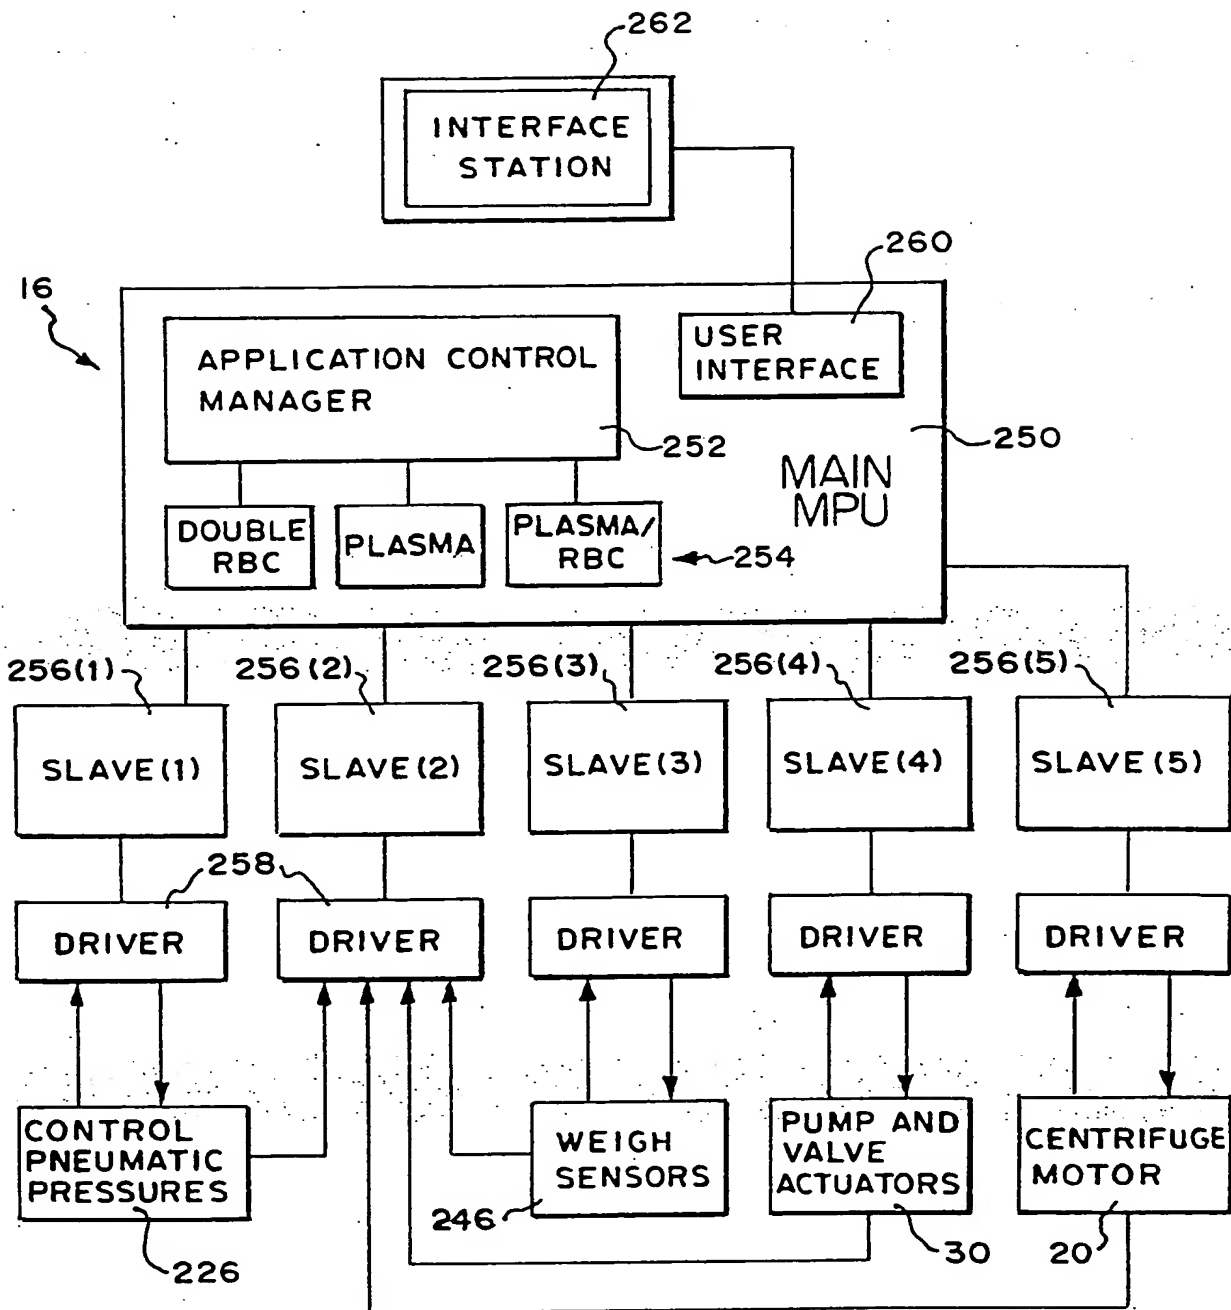 262
INTERFACE
STATION
260
16
APPLICATION CONTROL
MANAGER
USER
INTERFACE
252
250
MAIN
MPU
DOUBLE
RBC
PLASMA
PLASMA/
RBC
254
256(1)
256(2)
256(3)
256(4)
256(5)
SLAVE(1)
SLAVE(2)
SLAVE(3)
SLAVE(4)
SLAVE(5)
258
DRIVER
DRIVER
DRIVER
DRIVER
DRIVER
CONTROL
PNEUMATIC
PRESSURES
WEIGH
SENSORS
PUMP AND
VALVE
ACTUATORS
CENTRIFUGE
MOTOR
226
246
30
20